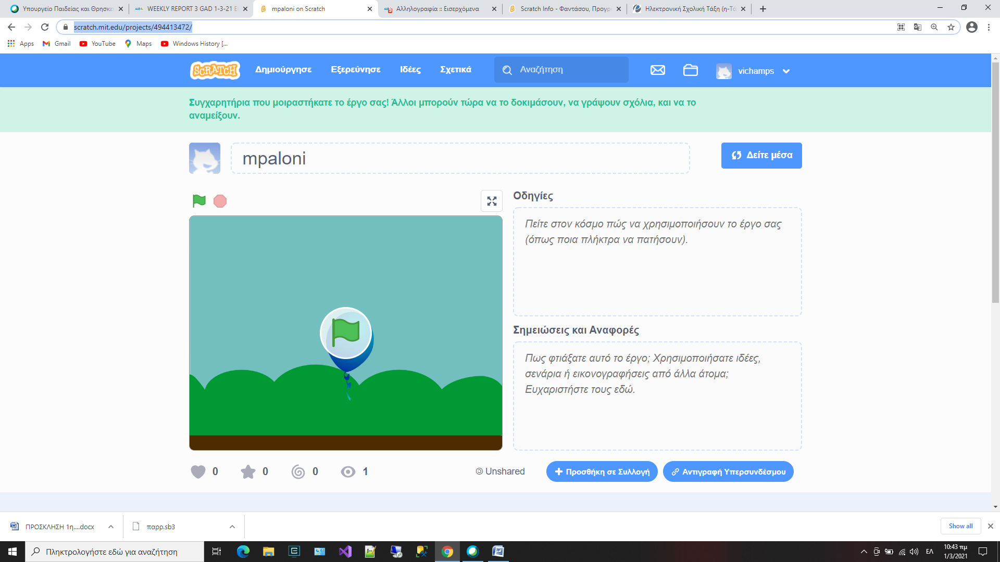 Υπουργείο Παιδείας και Θρησκε
WEEKLY REPORT 3 GAD 1-3-21 E
mpaloni on Scratch
Αλληλογραφία :: Εισερχόμενα
Scratch Info - Φαντάσου, Προγρ
Ηλεκτρονική Σχολική Τάξη (η-Τά
scratch.mit.edu/projects/494413472/
Apps
Gmail
YouTube
Maps
Windows History [...
SCRATCH
Δημιούργησε
Εξερεύνησε
Ιδέες
Σχετικά
Αναζήτηση
vichamps
Συγχαρητήρια που μοιραστήκατε το έργο σας! Άλλοι μπορούν τώρα να το δοκιμάσουν, να γράψουν σχόλια, και να το
αναμείξουν.
mpaloni
Δείτε μέσα
Οδηγίες
Πείτε στον κόσμο πώς να χρησιμοποιήσουν το έργο σας
(όπως ποια πλήκτρα να πατήσουν).
Σημειώσεις και Αναφορές
Πως φτιάξατε αυτό το έργο; Χρησιμοποιήσατε ιδέες,
σενάρια ή εικονογραφήσεις από άλλα άτομα;
Ευχαριστήστε τους εδώ.
0
0
0
1
Unshared
Προσθήκη σε Συλλογή
Αντιγραφή Υπερσυνδέσμου
ΠΡΟΣΚΛΗΣΗ 1η....docx
παρρ.sb3
Show all
Πληκτρολογήστε εδώ για αναζήτηση
ΕΛ
10:43 πμ
1/3/2021